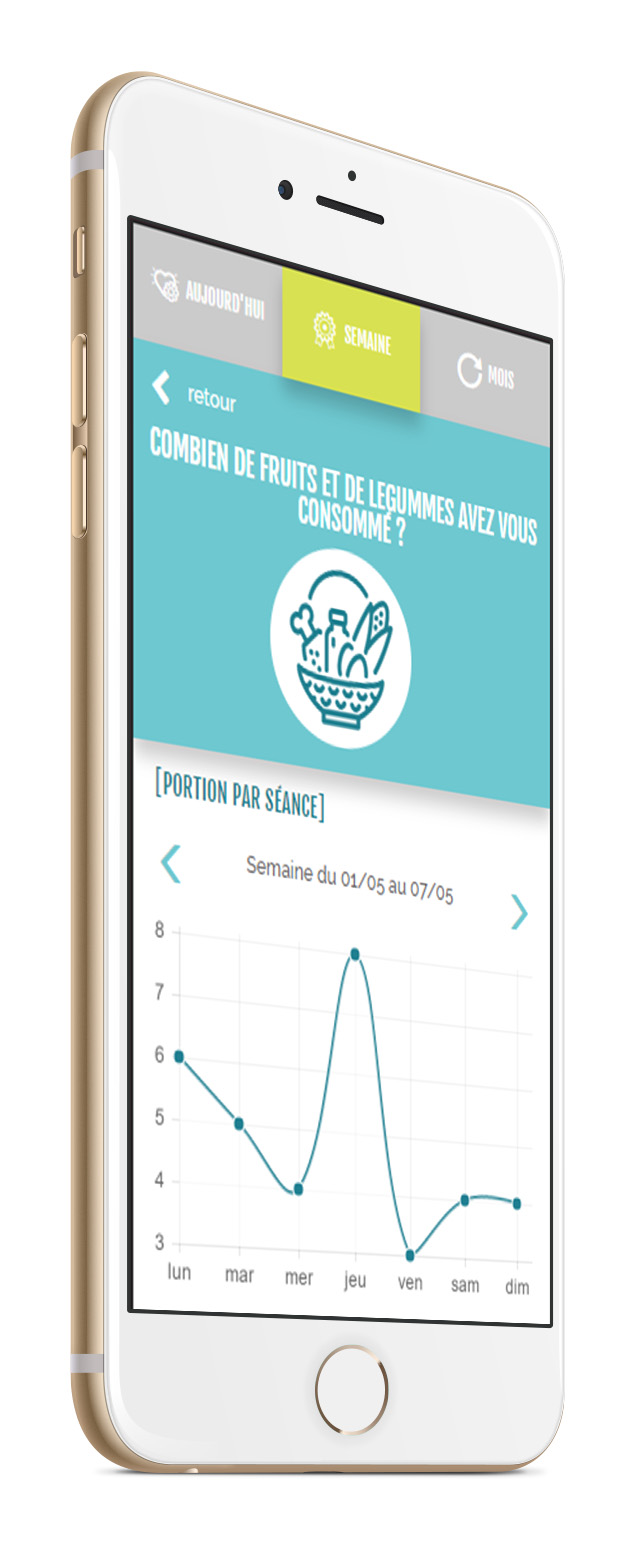 AUJOURD'HUI
SEMAINE
MOIS
retour
COMBIEN DE FRUITS ET DE LEGUMMES AVEZ VOUS
CONSOMMÉ ?
[PORTION PAR SÉANCE]
Semaine du 01/05 au 07/05
8
7
6
5
4
3
lun mar mer jeu ven sam dim